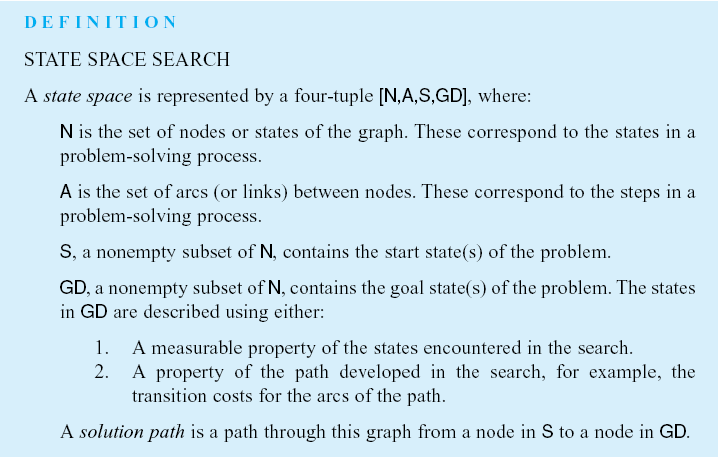 DEFINITION
STATE SPACE SEARCH
A state space is represented by a four-tuple [N,A,S,GD], where:
N is the set of nodes or states of the graph. These correspond to the states in a
problem-solving process.
A is the set of arcs (or links) between nodes. These correspond to the steps in a
problem-solving process.
S, a nonempty subset of N, contains the start state(s) of the problem.
GD, a nonempty subset of N, contains the goal state(s) of the problem. The states
in GD are described using either:
1. A measurable property of the states encountered in the search.
2. A property of the path developed in the search, for example, the
transition costs for the arcs of the path.
A solution path is a path through this graph from a node in S to a node in GD.